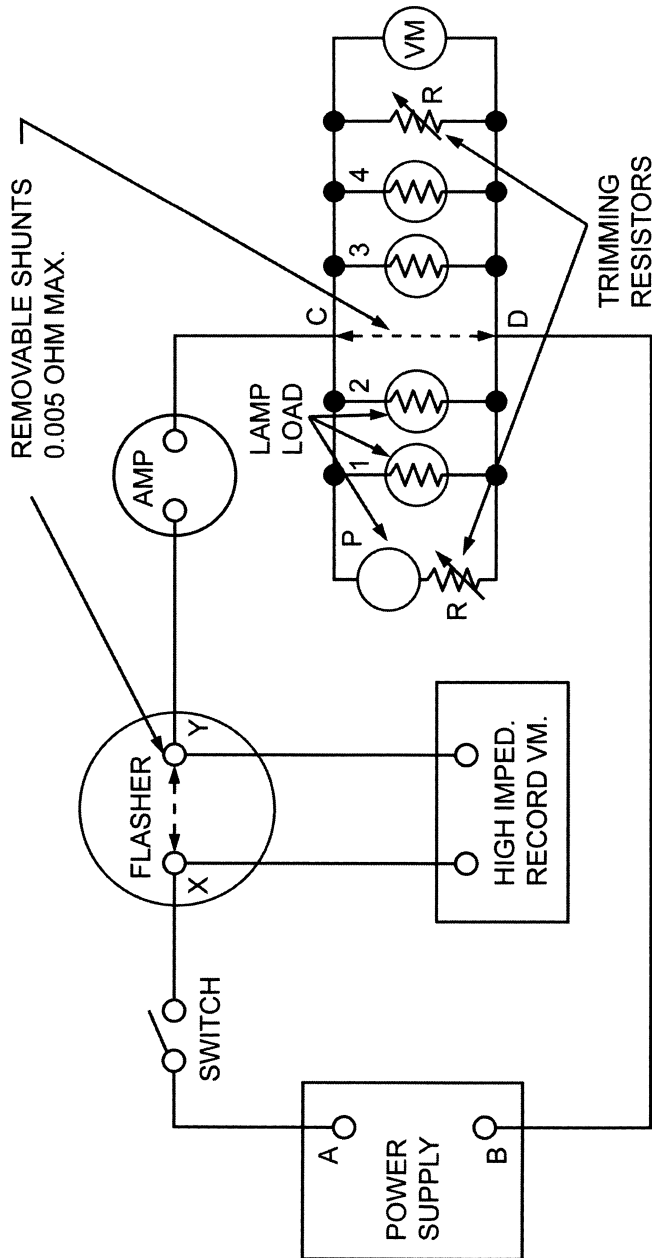 REMOVABLE SHUNTS
0.005 OHM MAX.
FLASHER
X
Y
AMP
SWITCH
A
B
POWER
SUPPLY
HIGH IMPED.
RECORD VM.
LAMP
LOAD
C
D
P
R
1
2
3
4
R
VM
TRIMMING
RESISTORS